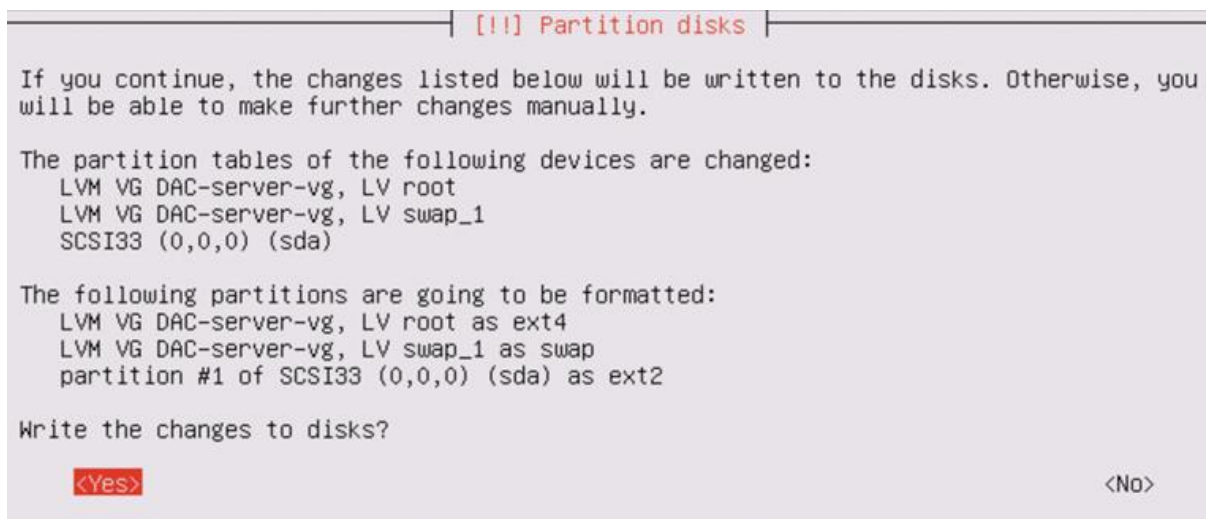 [!!] Partition disks
If you continue, the changes listed below will be written to the disks. Otherwise, you
will be able to make further changes manually.
The partition tables of the following devices are changed:
LVM VG DAC-server-vg, LV root
LVM VG DAC-server-vg, LV swap_1
SCSI33 (0,0,0) (sda)
The following partitions are going to be formatted:
LVM VG DAC-server-vg, LV root as ext4
LVM VG DAC-server-vg, LV swap_1 as swap
partition #1 of SCSI33 (0,0,0) (sda) as ext2
Write the changes to disks?
<Yes> <No>